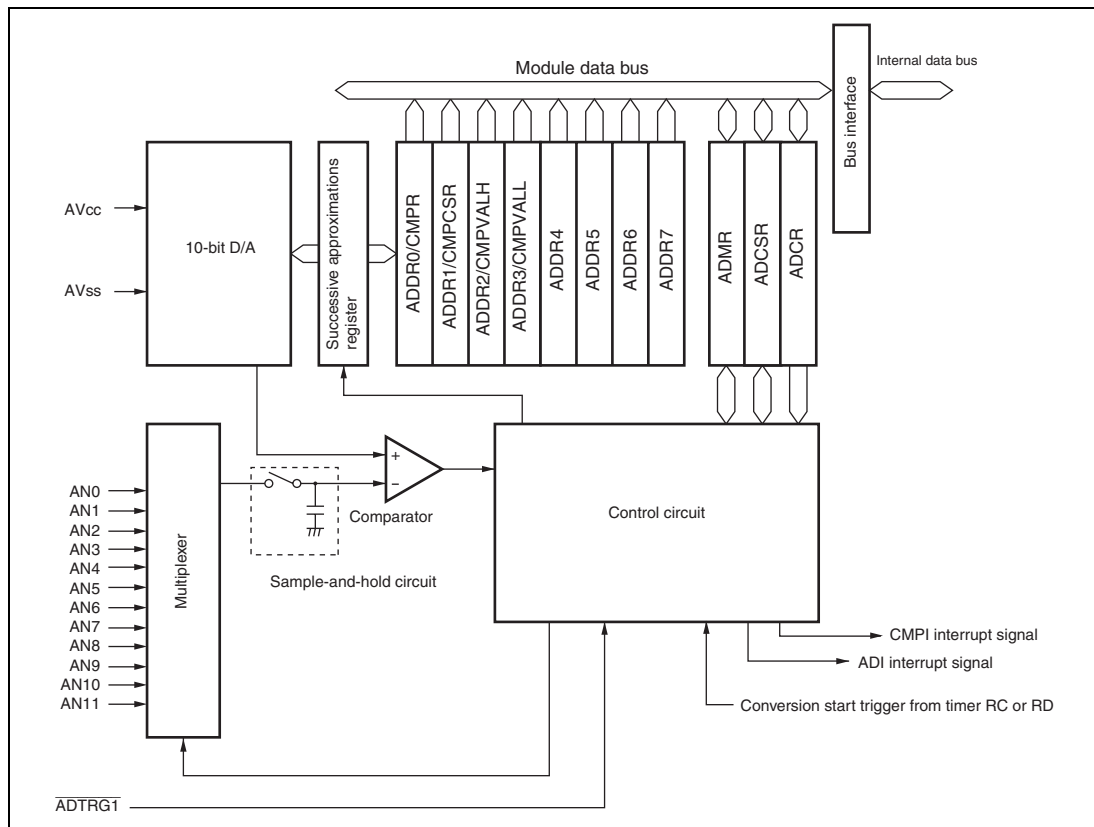 Module data bus
Internal data bus
Bus interface
AVcc
AVss
10-bit D/A
Successive approximations
register
ADDR0/CMPR
ADDR1/CMPCSR
ADDR2/CMPVALH
ADDR3/CMPVALL
ADDR4
ADDR5
ADDR6
ADDR7
ADMR
ADCSR
ADCR
AN0
AN1
AN2
AN3
AN4
AN5
AN6
AN7
AN8
AN9
AN10
AN11
Multiplexer
+
−
Comparator
Sample-and-hold circuit
Control circuit
CMPI interrupt signal
ADI interrupt signal
Conversion start trigger from timer RC or RD
ADTRG1